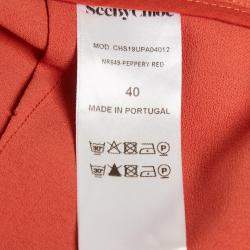 SEEBYCHLOÉ
MOD. CHS19UPA04012
NR649-PEPPERY RED
40
MADE IN PORTUGAL